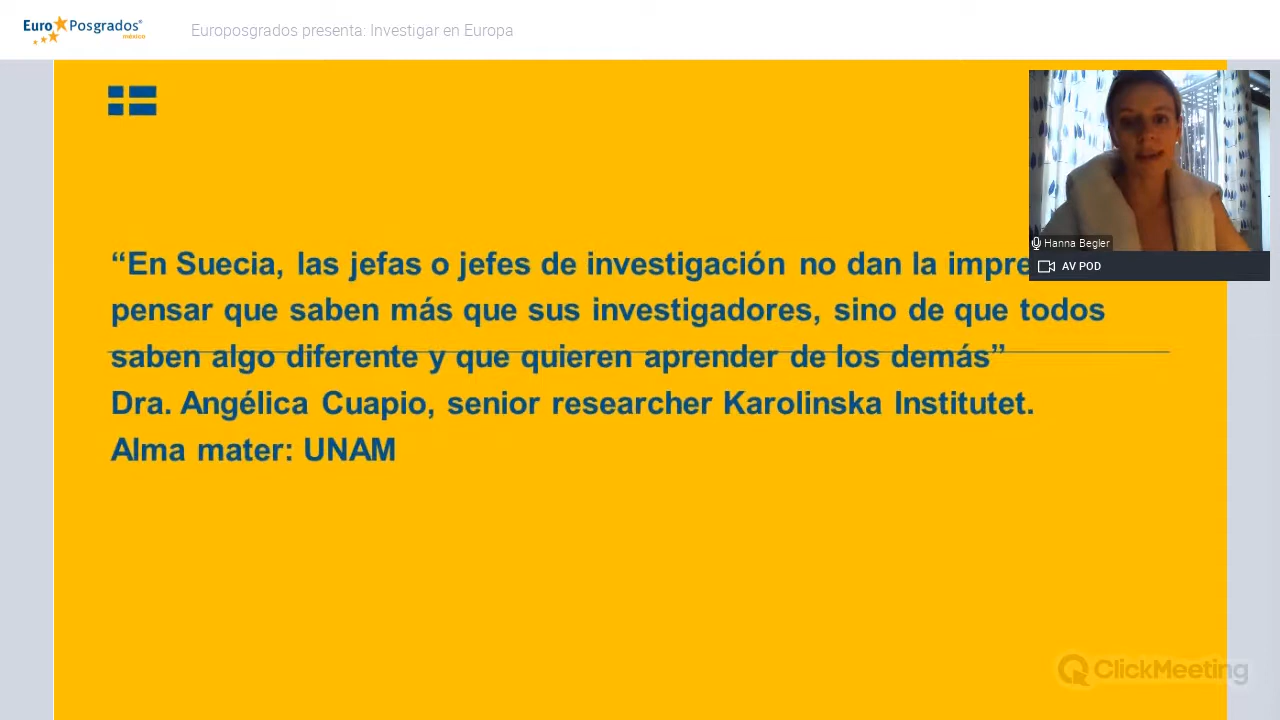 Euro Posgrados®
méxico
Europosgrados presenta: Investigar en Europa
“En Suecia, las jefas o jefes de investigación no dan la
pensar que saben más que sus investigadores, sino de que todos
saben algo diferente y que quieren aprender de los demás”
Dra. Angélica Cuapio, senior researcher Karolinska Institutet.
Alma mater: UNAM
Hanna Begler
AV POD
ClickMeeting